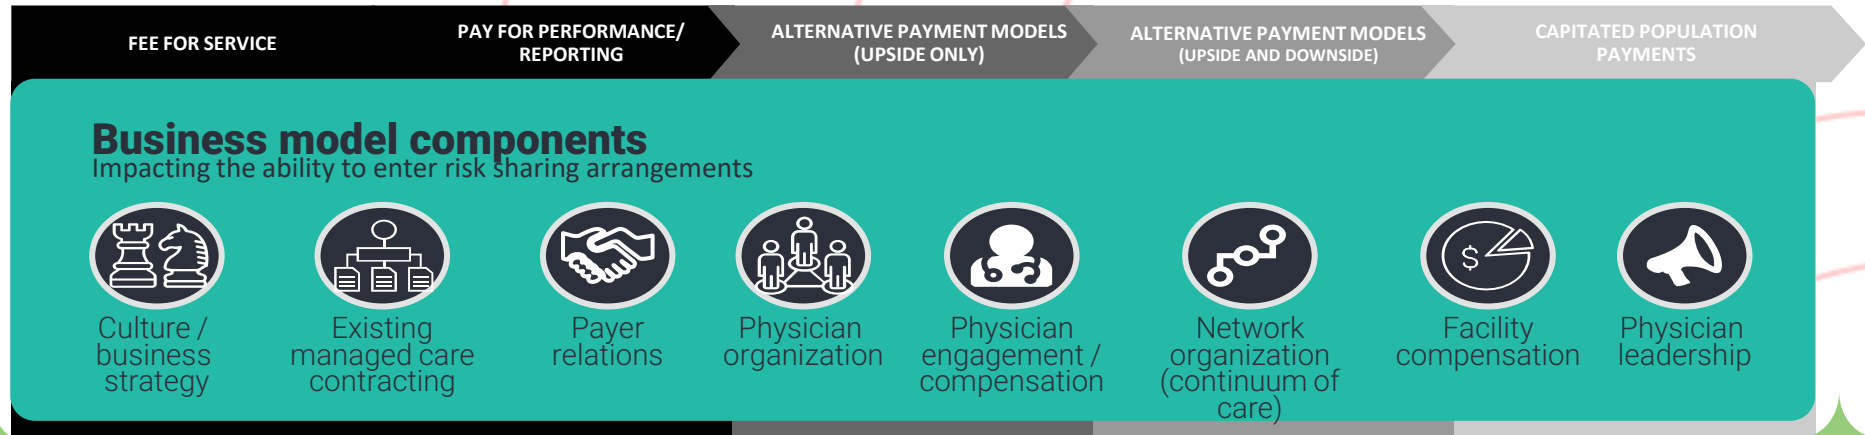 FEE FOR SERVICE
PAY FOR PERFORMANCE/
REPORTING
ALTERNATIVE PAYMENT MODELS
(UPSIDE ONLY)
ALTERNATIVE PAYMENT MODELS
(UPSIDE AND DOWNSIDE)
CAPITATED POPULATION
PAYMENTS
Business model components
Impacting the ability to enter risk sharing arrangements
$
Culture /
business
strategy
Existing
managed care
contracting
Payer
relations
Physician
organization
Physician
engagement /
compensation
Network
organization
(continuum of
care)
Facility
compensation
Physician
leadership